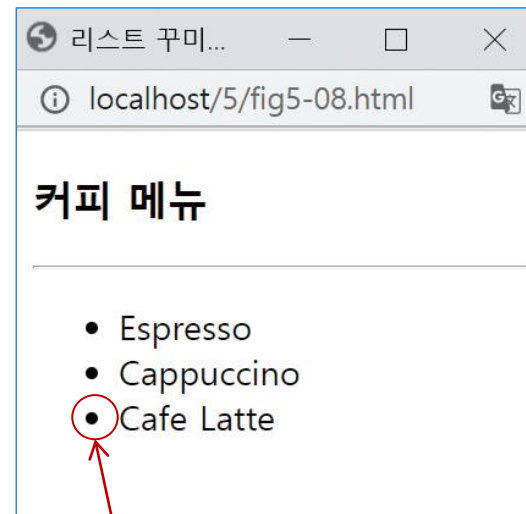 리스트 꾸미...
localhost/5/fig5-08.html
커피 메뉴
• Espresso
• Cappuccino
• Cafe Latte